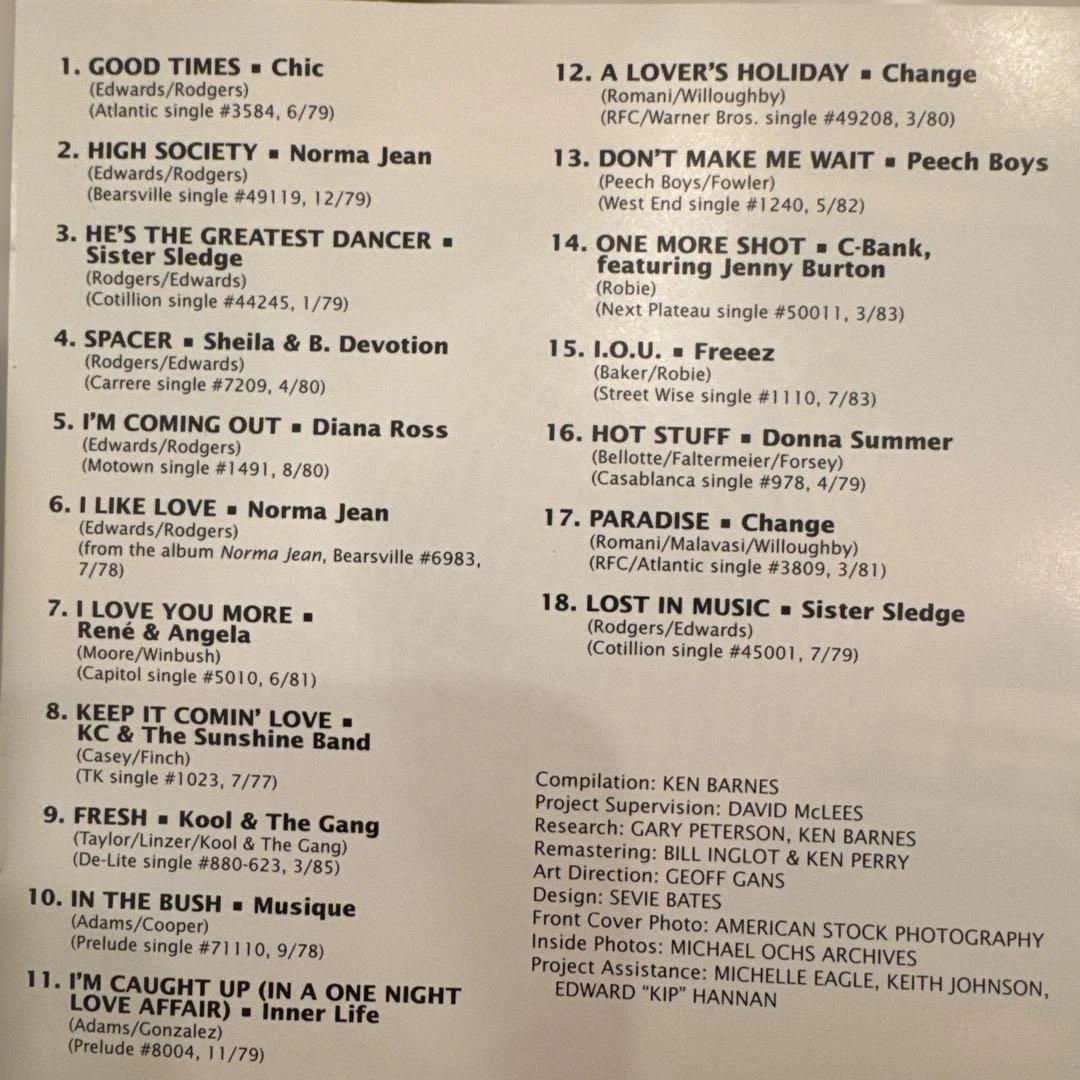 1. GOOD TIMES ▪ Chic
(Edwards/Rodgers)
(Atlantic single #3584, 6/79)
2. HIGH SOCIETY ▪ Norma Jean
(Edwards/Rodgers)
(Bearsville single #49119, 12/79)
3. HE'S THE GREATEST DANCER ▪
Sister Sledge
(Rodgers/Edwards)
(Cotillion single #44245, 1/79)
4. SPACER ▪ Sheila & B. Devotion
(Rodgers/Edwards)
(Carrere single #7209, 4/80)
5. I'M COMING OUT ▪ Diana Ross
(Edwards/Rodgers)
(Motown single #1491, 8/80)
6. I LIKE LOVE ▪ Norma Jean
(Edwards/Rodgers)
(from the album Norma Jean, Bearsville #6983,
7/78)
7. I LOVE YOU MORE ▪
René & Angela
(Moore/Winbush)
(Capitol single #5010, 6/81)
8. KEEP IT COMIN' LOVE ▪
KC & The Sunshine Band
(Casey/Finch)
(TK single #1023, 7/77)
9. FRESH ▪ Kool & The Gang
(Taylor/Linzer/Kool & The Gang)
(De-Lite single #880-623, 3/85)
10. IN THE BUSH ▪ Musique
(Adams/Cooper)
(Prelude single #71110, 9/78)
11. I'M CAUGHT UP (IN A ONE NIGHT
LOVE AFFAIR) ▪ Inner Life
(Adams/Gonzalez)
(Prelude #8004, 11/79)
12. A LOVER'S HOLIDAY ▪ Change
(Romani/Willoughby)
(RFC/Warner Bros. single #49208, 3/80)
13. DON'T MAKE ME WAIT ▪ Peech Boys
(Peech Boys/Fowler)
(West End single #1240, 5/82)
14. ONE MORE SHOT ▪ C-Bank,
featuring Jenny Burton
(Robie)
(Next Plateau single #50011, 3/83)
15. I.O.U. ▪ Freeez
(Baker/Robie)
(Street Wise single #1110, 7/83)
16. HOT STUFF ▪ Donna Summer
(Bellotte/Faltermeier/Forsey)
(Casablanca single #978, 4/79)
17. PARADISE ▪ Change
(Romani/Malavasi/Willoughby)
(RFC/Atlantic single #3809, 3/81)
18. LOST IN MUSIC ▪ Sister Sledge
(Rodgers/Edwards)
(Cotillion single #45001, 7/79)
Compilation: KEN BARNES
Project Supervision: DAVID McLEES
Research: GARY PETERSON, KEN BARNES
Remastering: BILL INGLOT & KEN PERRY
Art Direction: GEOFF GANS
Design: SEVIE BATES
Front Cover Photo: AMERICAN STOCK PHOTOGRAPHY
Inside Photos: MICHAEL OCHS ARCHIVES
Project Assistance: MICHELLE EAGLE, KEITH JOHNSON,
EDWARD "KIP" HANNAN